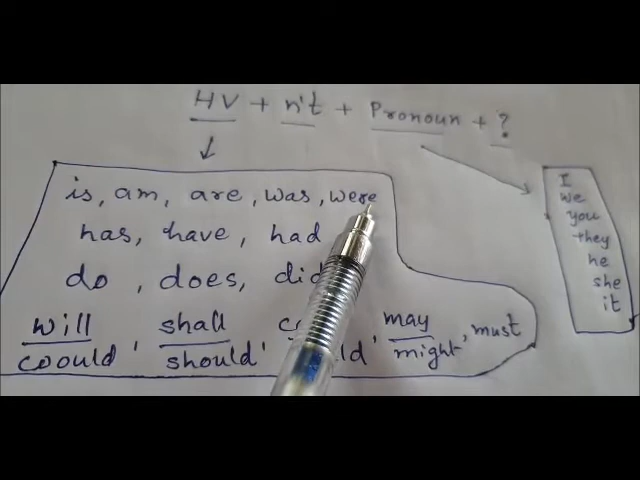 HV + n't + Pronoun + ?
is, am, are, was, were
has, have, had
do, does, did
will shall may
coould, should, might, must
I
we
you
they
he
she
it